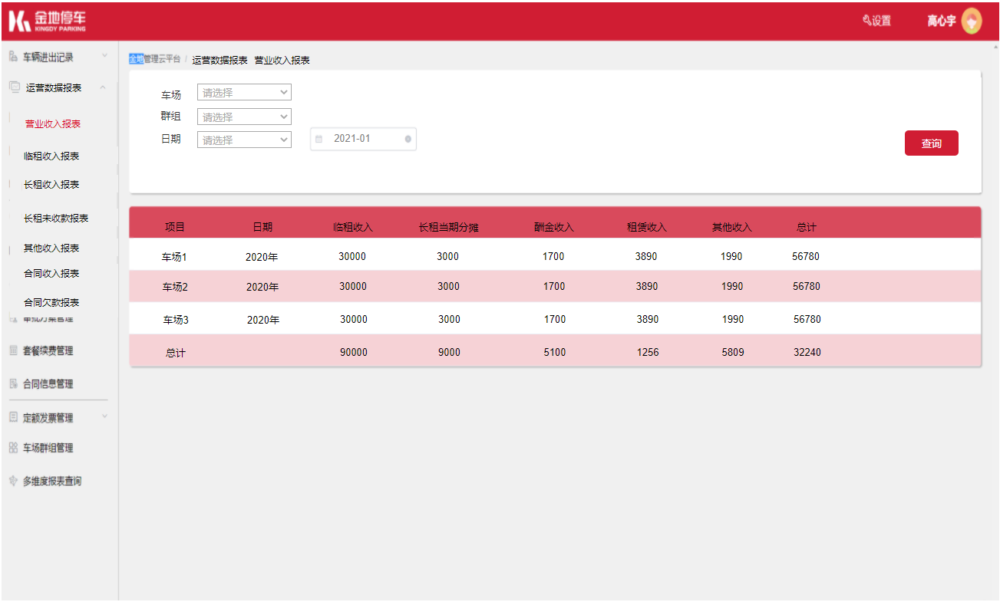 金地停车
KINGDY PARKING
设置
高心宇
车辆进出记录
运营数据报表
营业收入报表
临租收入报表
长租收入报表
长租未收款报表
其他收入报表
合同收入报表
合同欠款报表
审批方案管理
套餐续费管理
合同信息管理
定额发票管理
车场群组管理
多维度报表查询
金地管理云平台 / 运营数据报表 营业收入报表
车场 请选择
群组 请选择
日期 请选择 2021-01
查询
项目 日期 临租收入 长租当期分摊 酬金收入 租赁收入 其他收入 总计
车场1 2020年 30000 3000 1700 3890 1990 56780
车场2 2020年 30000 3000 1700 3890 1990 56780
车场3 2020年 30000 3000 1700 3890 1990 56780
总计 90000 9000 5100 1256 5809 32240